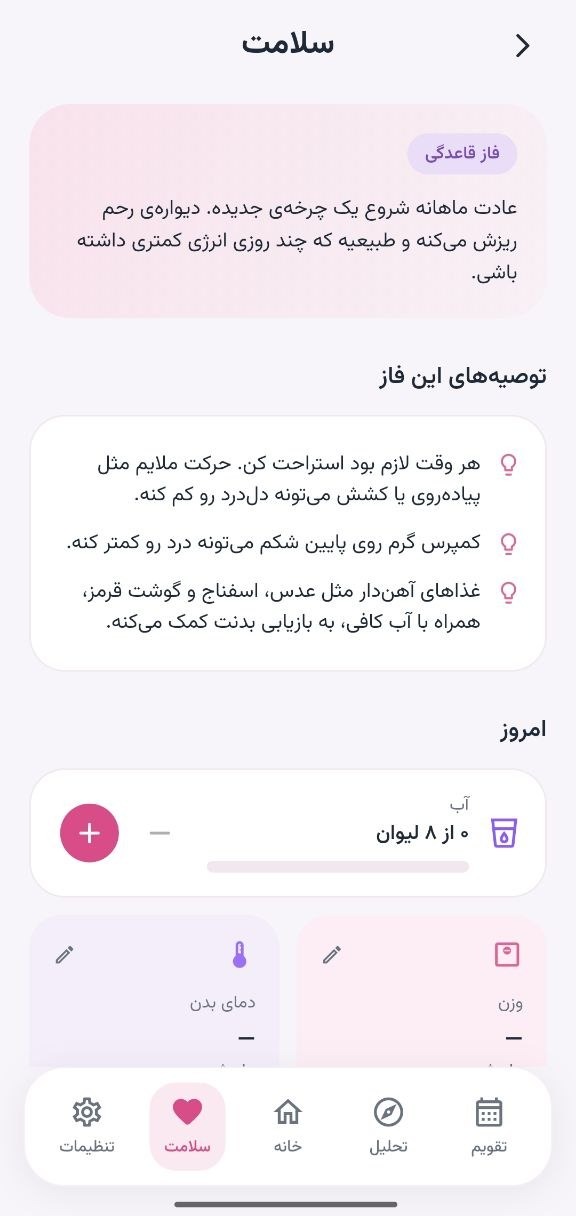 سلامت
فاز قاعدگی
عادت ماهانه شروع یک چرخه‌ی جدیده. دیواره‌ی رحم
ریزش می‌کنه و طبیعیه که چند روزی انرژی کمتری داشته
باشی.
توصیه‌های این فاز
هر وقت لازم بود استراحت کن. حرکت ملایم مثل
پیاده‌روی یا کشش می‌تونه دل‌درد رو کم کنه.
کمپرس گرم روی پایین شکم می‌تونه درد رو کمتر کنه.
غذاهای آهن‌دار مثل عدس، اسفناج و گوشت قرمز،
همراه با آب کافی، به بازیابی بدنت کمک می‌کنه.
امروز
آب
۰ از ۸ لیوان
وزن
—
دمای بدن
—
تقویم
تحلیل
خانه
سلامت
تنظیمات